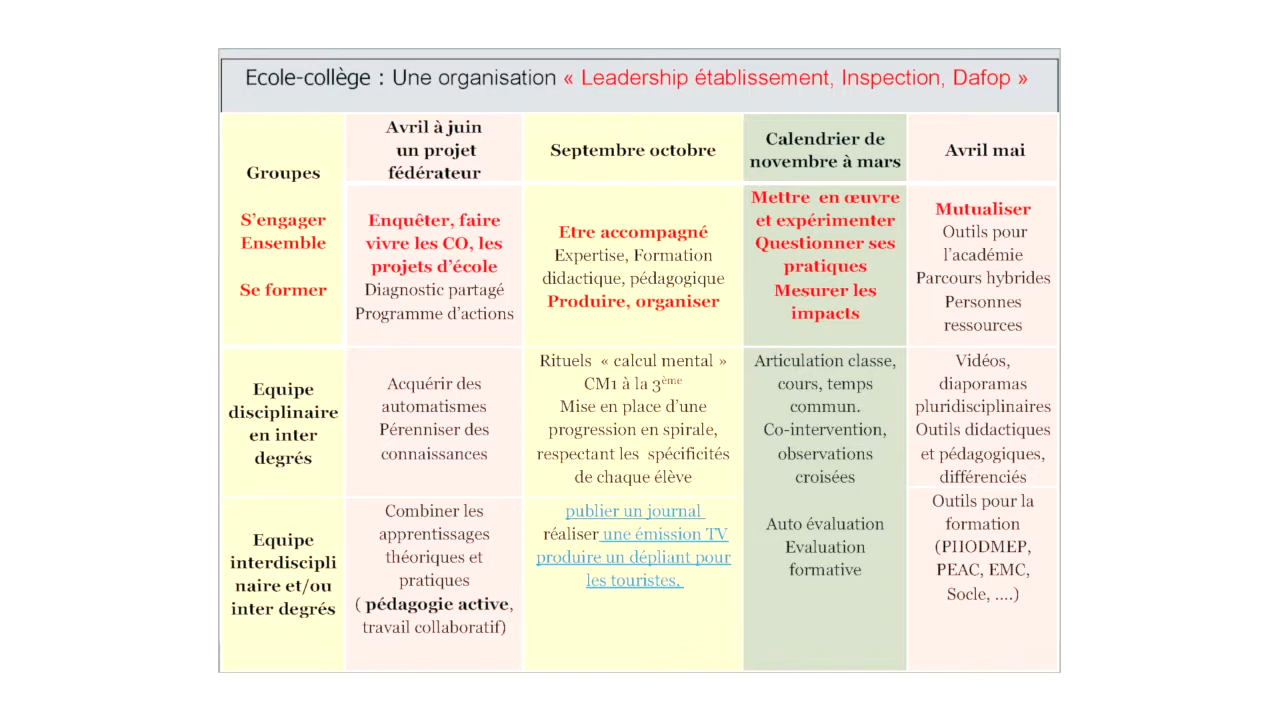 Ecole-collège : Une organisation « Leadership établissement, Inspection, Dafop »
Groupes
S’engager
Ensemble
Se former
Avril à juin
un projet
fédérateur
Septembre octobre
Calendrier de
novembre à mars
Avril mai
Enquêter, faire
vivre les CO, les
projets d’école
Diagnostic partagé
Programme d’actions
Etre accompagné
Expertise, Formation
didactique, pédagogique
Produire, organiser
Mettre en œuvre
et expérimenter
Questionner ses
pratiques
Mesurer les
impacts
Mutualiser
Outils pour
l’académie
Parcours hybrides
Personnes
ressources
Equipe
disciplinaire
en inter
degrés
Acquérir des
automatismes
Pérenniser des
connaissances
Rituels « calcul mental »
CM1 à la 3ème
Mise en place d’une
progression en spirale,
respectant les spécificités
de chaque élève
Articulation classe,
cours, temps
commun.
Co-intervention,
observations
croisées
Auto évaluation
Evaluation
formative
Vidéos,
diaporamas
pluridisciplinaires
Outils didactiques
et pédagogiques,
différenciés
Equipe
interdiscipli
naire et/ou
inter degrés
Combiner les
apprentissages
théoriques et
pratiques
( pédagogie active,
travail collaboratif)
publier un journal
réaliser une émission TV
produire un dépliant pour
les touristes.
Outils pour la
formation
(PIIODMEP,
PEAC, EMC,
Socle, ....)